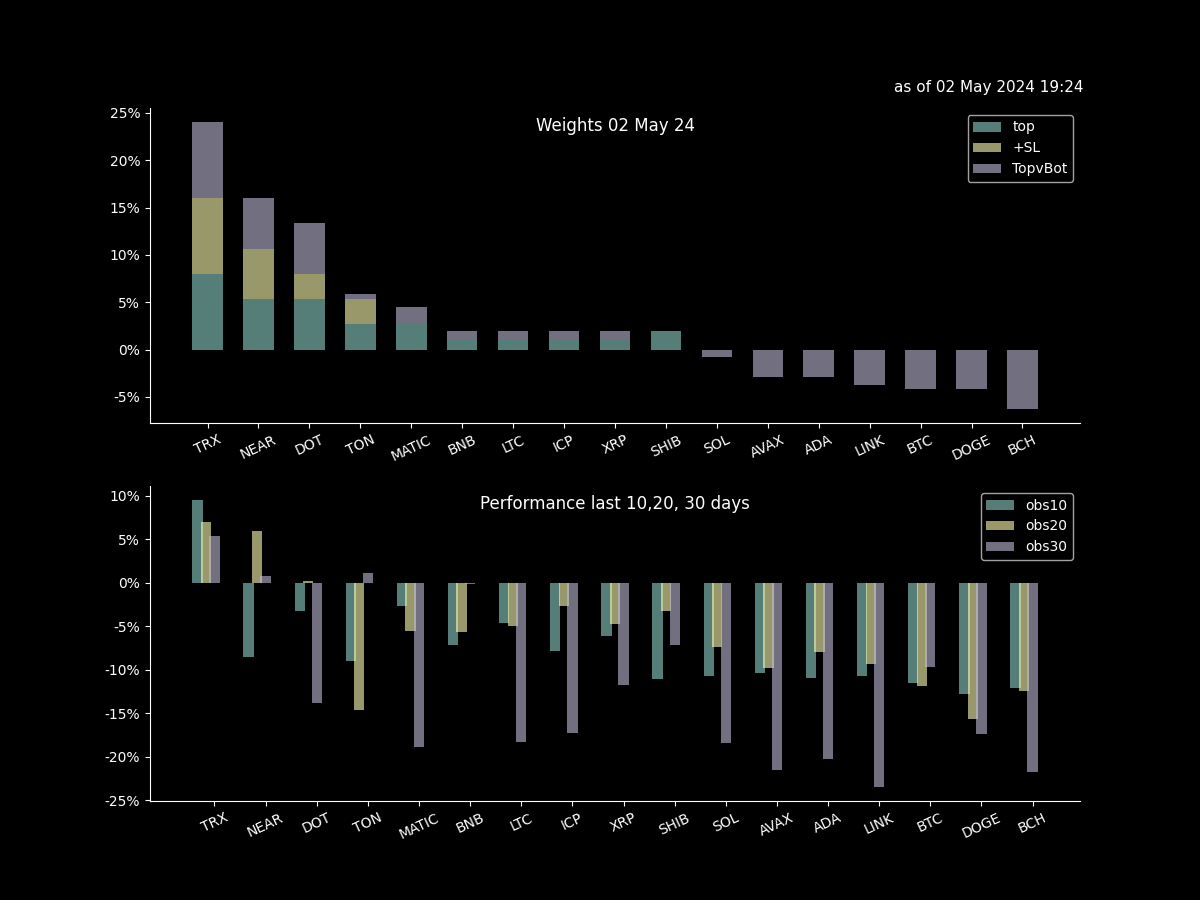 as of 02 May 2024 19:24
Weights 02 May 24
top
+SL
TopvBot
25%
20%
15%
10%
5%
0%
-5%
TRX NEAR DOT TON MATIC BNB LTC ICP XRP SHIB SOL AVAX ADA LINK BTC DOGE BCH
Performance last 10,20, 30 days
obs10
obs20
obs30
10%
5%
0%
-5%
-10%
-15%
-20%
-25%
TRX NEAR DOT TON MATIC BNB LTC ICP XRP SHIB SOL AVAX ADA LINK BTC DOGE BCH